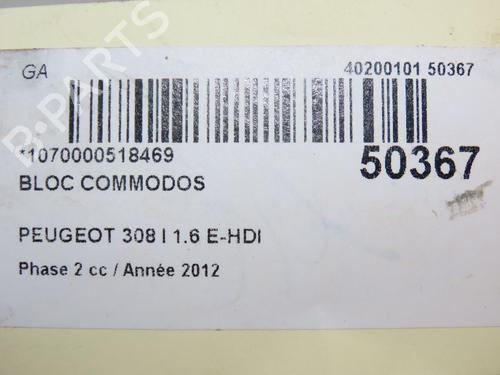 GA
40200101 50367
*1070000518469
50367
BLOC COMMODOS
PEUGEOT 308 I 1.6 E-HDI
Phase 2 cc / Année 2012
B-PARTS